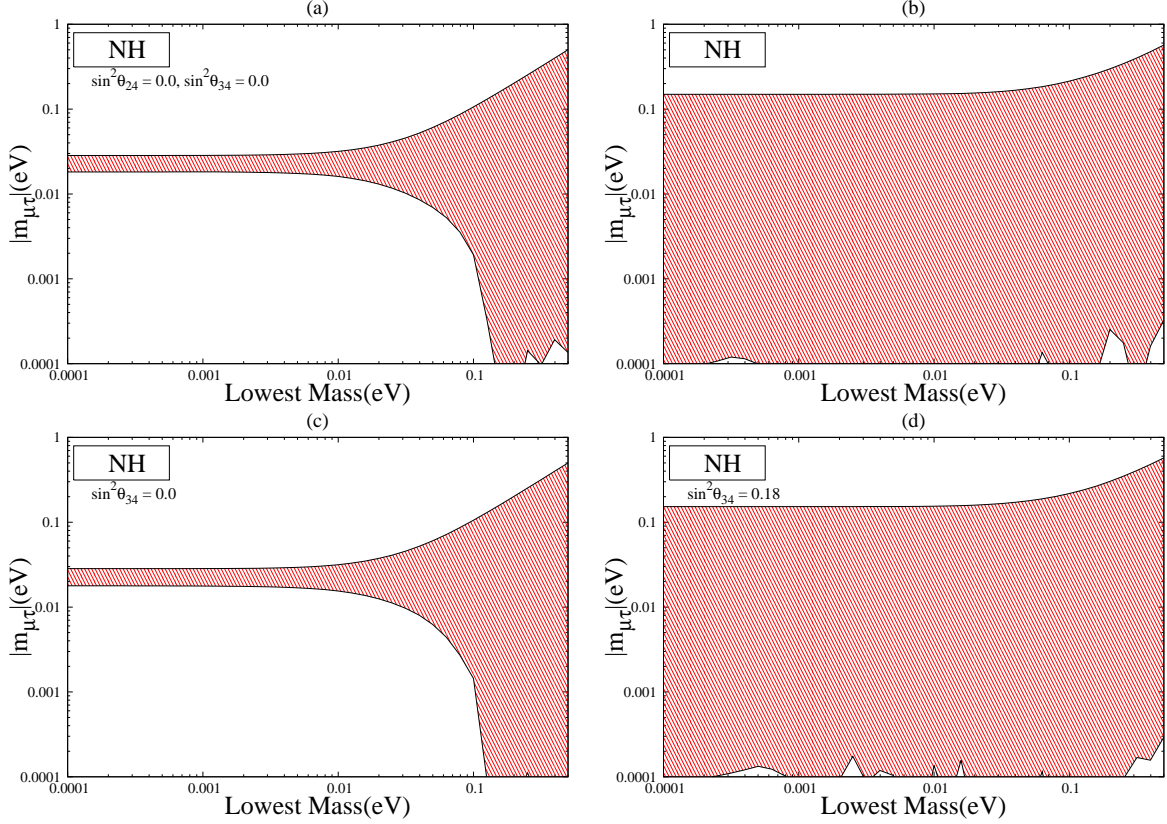 (a)
NH
sin²θ₂₄ = 0.0, sin²θ₃₄ = 0.0
|m_μτ|(eV)
1
0.1
0.01
0.001
0.0001
0.0001 0.001 0.01 0.1
Lowest Mass(eV)
(b)
NH
|m_μτ|(eV)
1
0.1
0.01
0.001
0.0001
0.0001 0.001 0.01 0.1
Lowest Mass(eV)
(c)
NH
sin²θ₃₄ = 0.0
|m_μτ|(eV)
1
0.1
0.01
0.001
0.0001
0.0001 0.001 0.01 0.1
Lowest Mass(eV)
(d)
NH
sin²θ₃₄ = 0.18
|m_μτ|(eV)
1
0.1
0.01
0.001
0.0001
0.0001 0.001 0.01 0.1
Lowest Mass(eV)